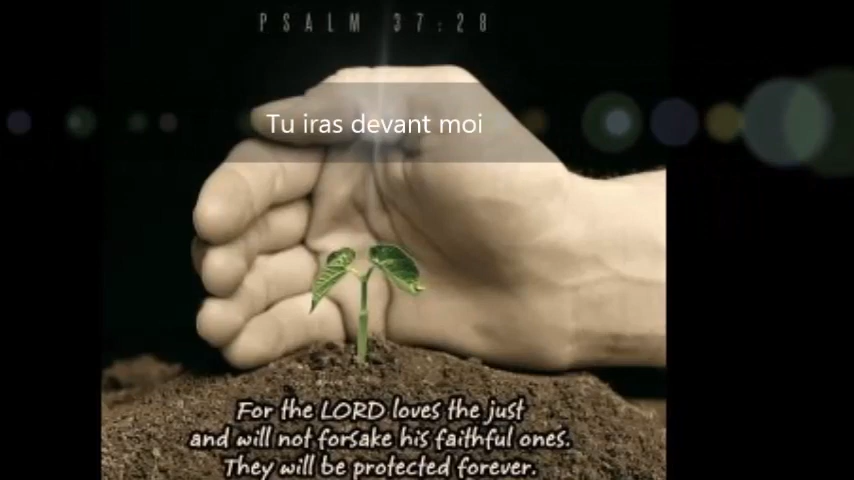 PSALM 37:28
Tu iras devant moi
For the LORD loves the just
and will not forsake his faithful ones.
They will be protected forever.